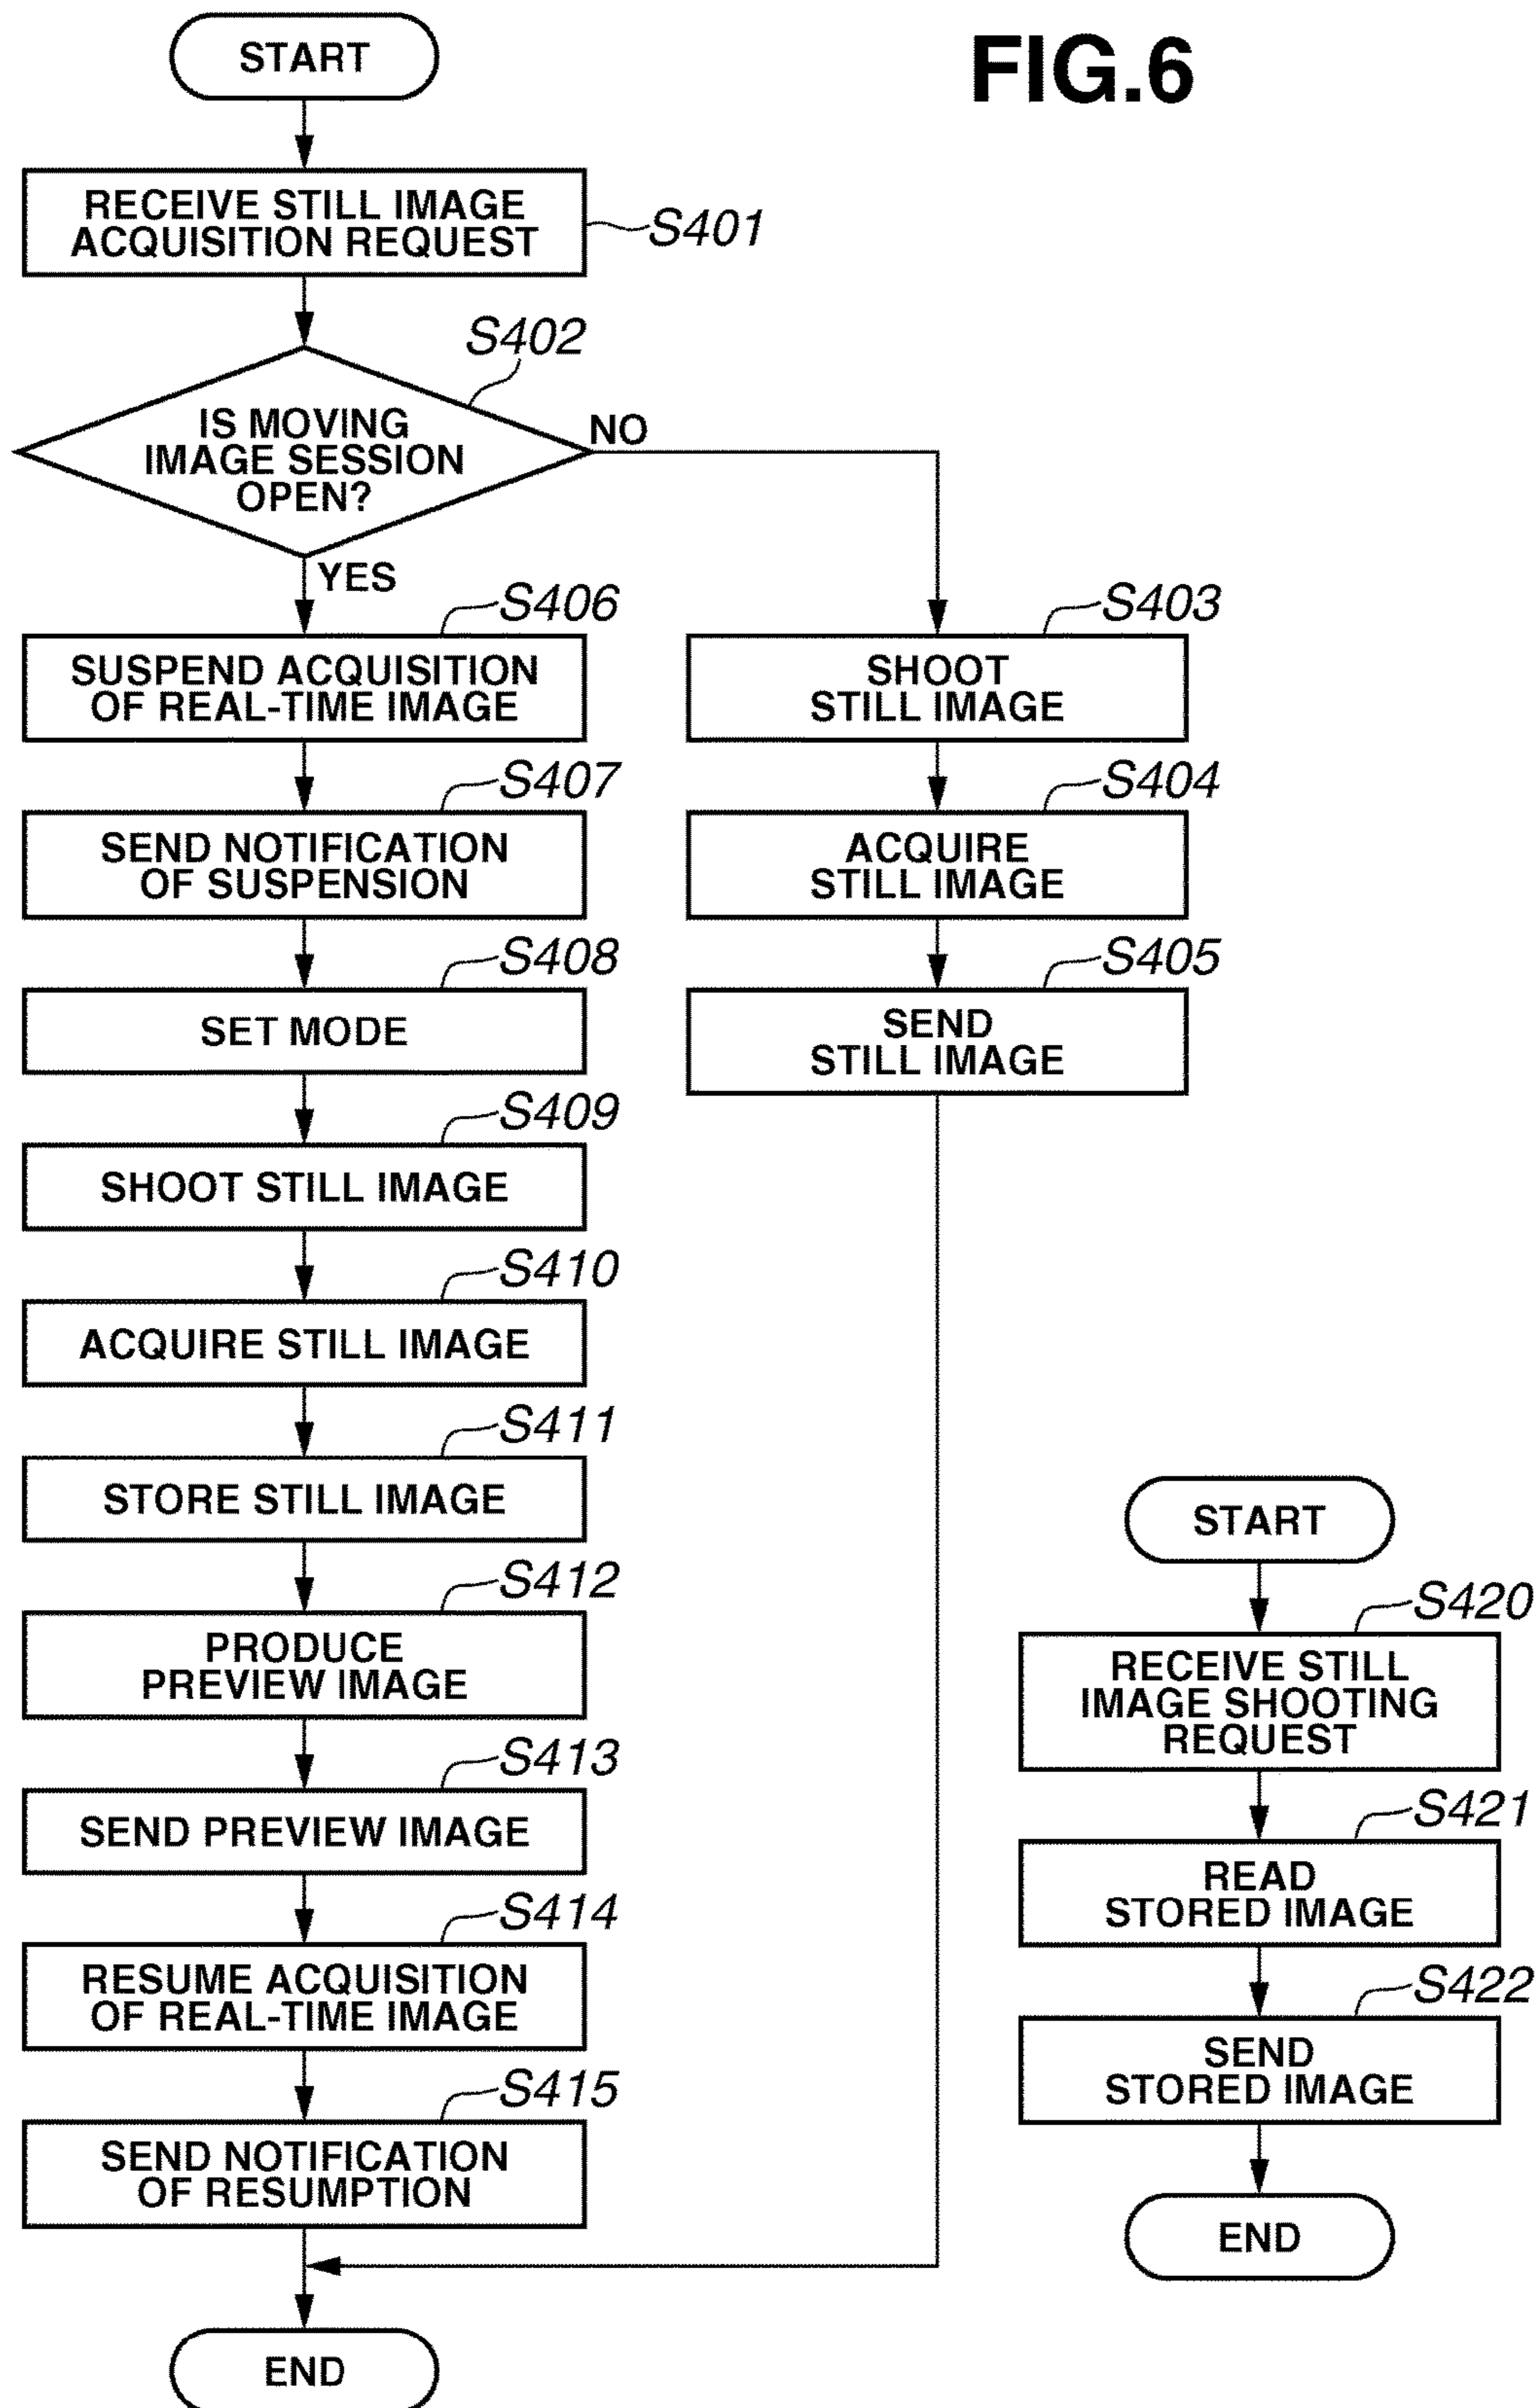 FIG.6
START
RECEIVE STILL IMAGE
ACQUISITION REQUEST
S401
S402
IS MOVING
IMAGE SESSION
OPEN?
NO
YES
S406
SUSPEND ACQUISITION
OF REAL-TIME IMAGE
S407
SEND NOTIFICATION
OF SUSPENSION
S408
SET MODE
S409
SHOOT STILL IMAGE
S410
ACQUIRE STILL IMAGE
S411
STORE STILL IMAGE
S412
PRODUCE
PREVIEW IMAGE
S413
SEND PREVIEW IMAGE
S414
RESUME ACQUISITION
OF REAL-TIME IMAGE
S415
SEND NOTIFICATION
OF RESUMPTION
END
S403
SHOOT
STILL IMAGE
S404
ACQUIRE
STILL IMAGE
S405
SEND
STILL IMAGE
START
S420
RECEIVE STILL
IMAGE SHOOTING
REQUEST
S421
READ
STORED IMAGE
S422
SEND
STORED IMAGE
END